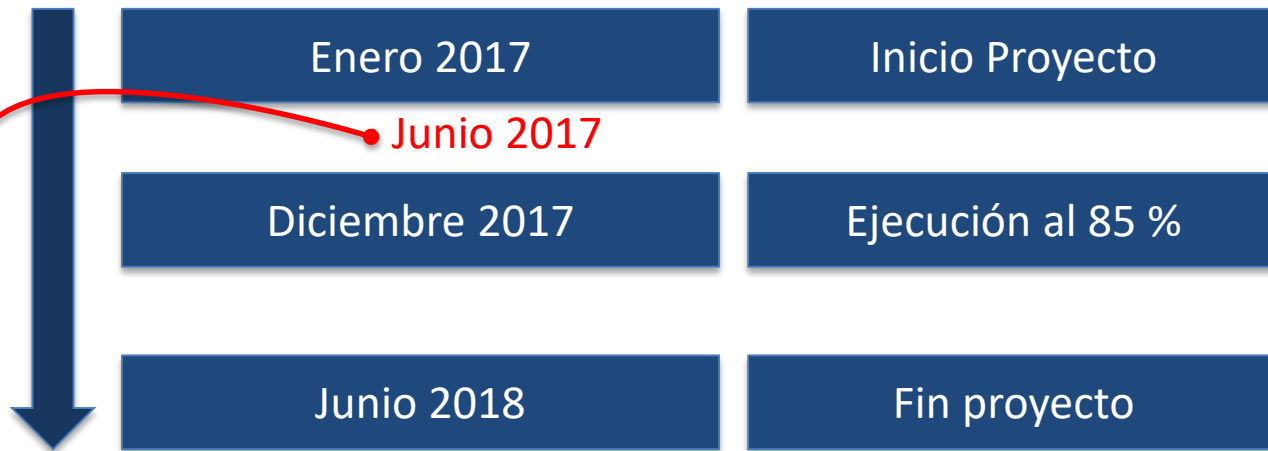 Enero 2017
Inicio Proyecto
Junio 2017
Diciembre 2017
Ejecución al 85 %
Junio 2018
Fin proyecto